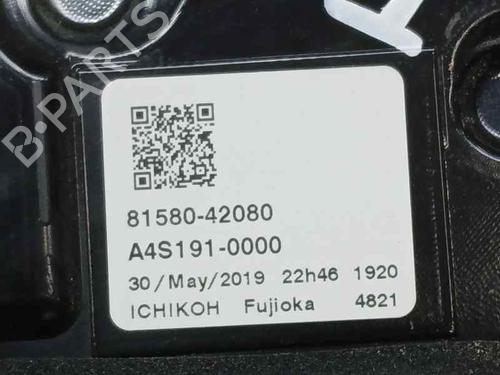 B-PARTS
81580-42080
A4S191-0000
30/May/2019 22h46 1920
ICHIKOH Fujioka 4821